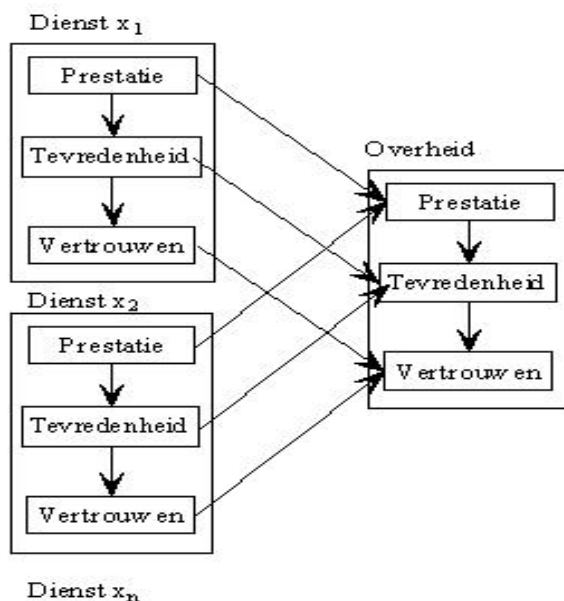 Dienst x1
Prestatie
Tevredenheid
Vertrouwen
Dienst x2
Prestatie
Tevredenheid
Vertrouwen
Dienst xn
Overheid
Prestatie
Tevredenheid
Vertrouwen